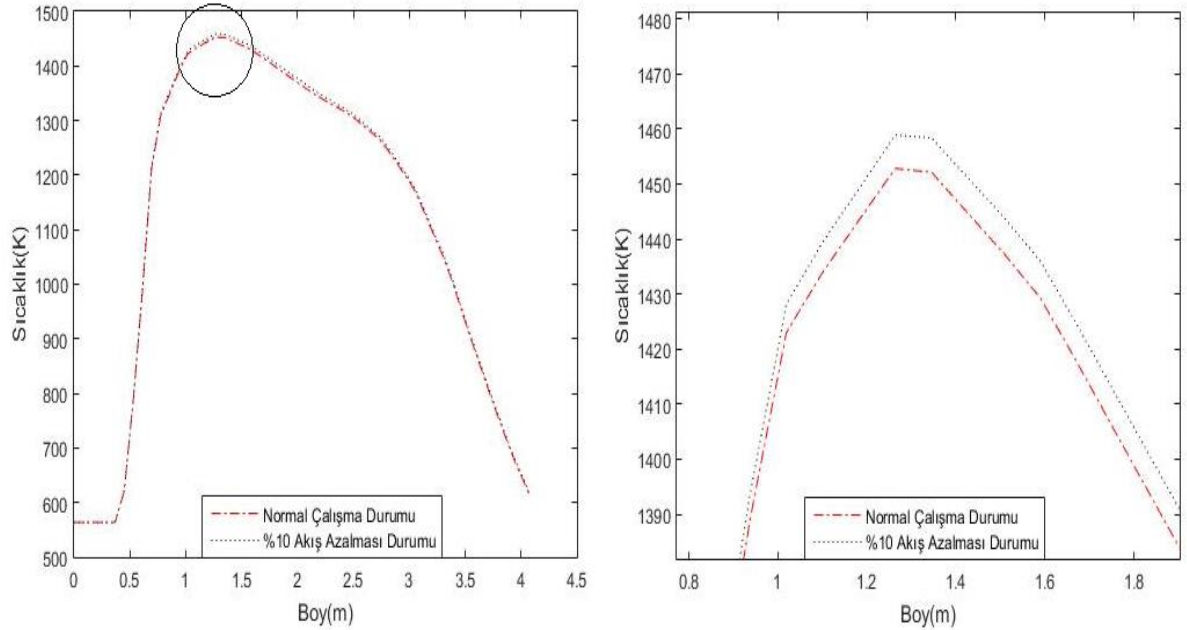 1500
1400
1300
1200
1100
1000
900
800
700
600
500
Sıcaklık(K)
0 0.5 1 1.5 2 2.5 3 3.5 4 4.5
Boy(m)
Normal Çalışma Durumu
%10 Akış Azalması Durumu
1480
1470
1460
1450
1440
1430
1420
1410
1400
1390
Sıcaklık(K)
0.8 1 1.2 1.4 1.6 1.8
Boy(m)
Normal Çalışma Durumu
%10 Akış Azalması Durumu